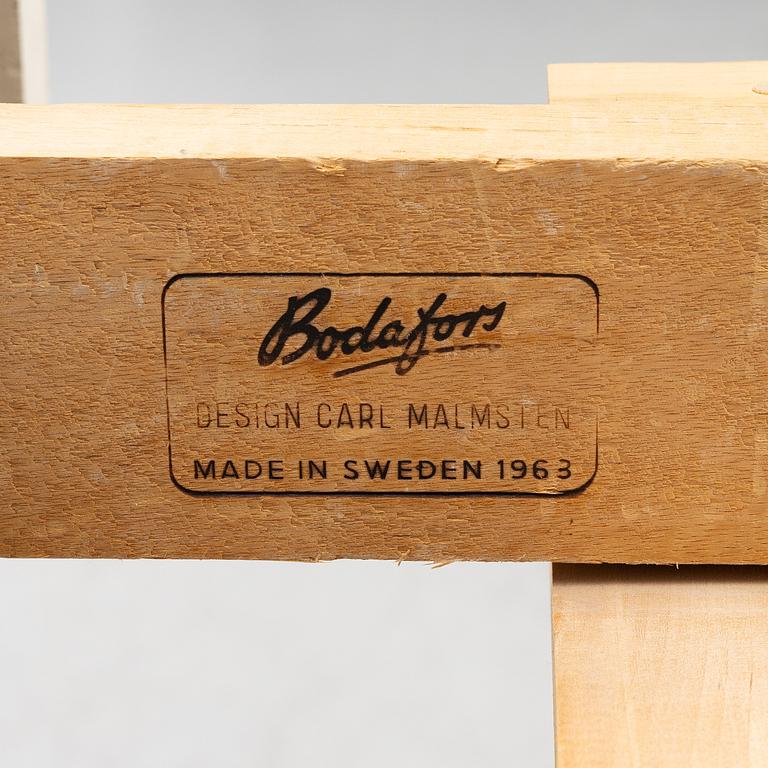 Bodafors
DESIGN CARL MALMSTEN
MADE IN SWEDEN 1963